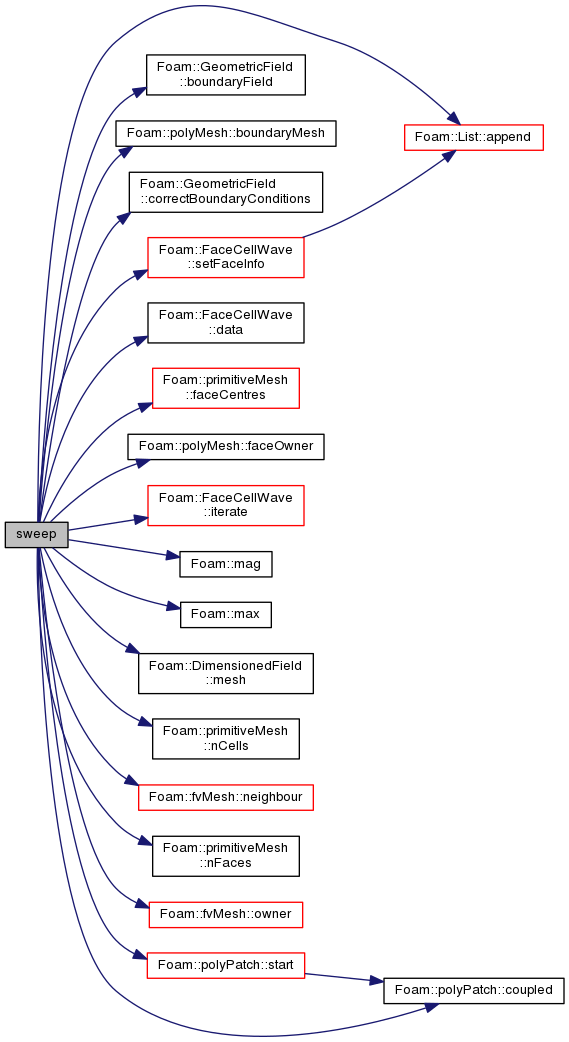 Foam::GeometricField
::boundaryField
Foam::polyMesh::boundaryMesh
Foam::List::append
Foam::GeometricField
::correctBoundaryConditions
Foam::FaceCellWave
::setFaceInfo
Foam::FaceCellWave
::data
Foam::primitiveMesh
::faceCentres
Foam::polyMesh::faceOwner
Foam::FaceCellWave
::iterate
sweep
Foam::mag
Foam::max
Foam::DimensionedField
::mesh
Foam::primitiveMesh
::nCells
Foam::fvMesh::neighbour
Foam::primitiveMesh
::nFaces
Foam::fvMesh::owner
Foam::polyPatch::start
Foam::polyPatch::coupled